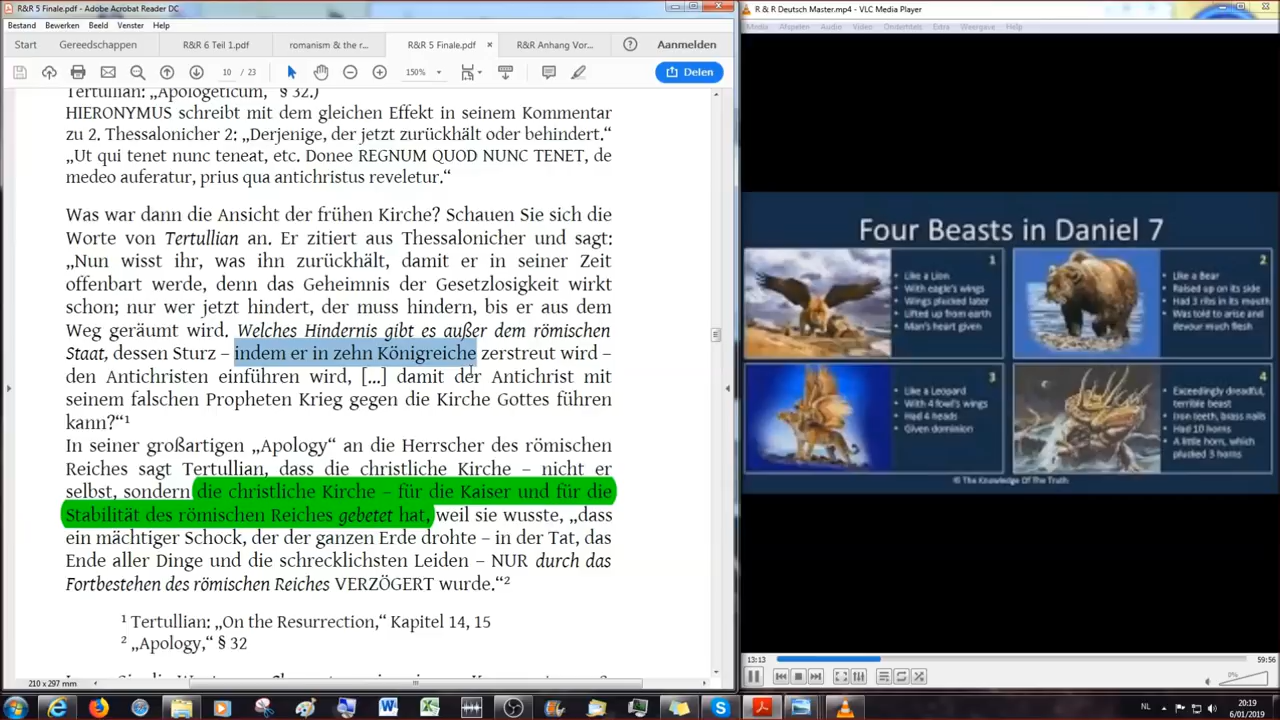 R&R 5 Finale.pdf - Adobe Acrobat Reader DC
Bestand Bewerken Beeld Venster Help
Start Gereedschappen R&R 6 Teil 1.pdf romanism & the r... R&R 5 Finale.pdf × R&R Anhang Vor... Aanmelden
10 / 23 150% Delen
Tertullian: „Apologeticum," § 32.)
HIERONYMUS schreibt mit dem gleichen Effekt in seinem Kommentar
zu 2. Thessalonicher 2: „Derjenige, der jetzt zurückhält oder behindert.“
„Ut qui tenet nunc teneat, etc. Donee REGNUM QUOD NUNC TENET, de
medeo auferatur, prius qua antichristus reveletur.“
Was war dann die Ansicht der frühen Kirche? Schauen Sie sich die
Worte von Tertullian an. Er zitiert aus Thessalonicher und sagt:
„Nun wisst ihr, was ihn zurückhält, damit er in seiner Zeit
offenbart werde, denn das Geheimnis der Gesetzlosigkeit wirkt
schon; nur wer jetzt hindert, der muss hindern, bis er aus dem
Weg geräumt wird. Welches Hindernis gibt es außer dem römischen
Staat, dessen Sturz – indem er in zehn Königreiche zerstreut wird –
den Antichristen einführen wird, [...] damit der Antichrist mit
seinem falschen Propheten Krieg gegen die Kirche Gottes führen
kann?“¹
In seiner großartigen „Apology“ an die Herrscher des römischen
Reiches sagt Tertullian, dass die christliche Kirche – nicht er
selbst, sondern die christliche Kirche – für die Kaiser und für die
Stabilität des römischen Reiches gebetet hat, weil sie wusste, „dass
ein mächtiger Schock, der der ganzen Erde drohte – in der Tat, das
Ende aller Dinge und die schrecklichsten Leiden – NUR durch das
Fortbestehen des römischen Reiches VERZÖGERT wurde.“²
¹ Tertullian: „On the Resurrection,“ Kapitel 14, 15
² „Apology,“ § 32
210 x 297 mm
R & R Deutsch Master.mp4 - VLC Media Player
Media Afspelen Audio Video Ondertitels Extra Weergave Help
Four Beasts in Daniel 7
1
Like a Lion
With eagle's wings
Wings plucked later
Lifted up from earth
Man's heart given
2
Like a Bear
Raised up on its side
Had 3 ribs in its mouth
Was told to arise and
devour much flesh
3
Like a Leopard
With 4 fowl's wings
Had 4 heads
Given dominion
4
Exceedingly dreadful,
terrible beast
Iron teeth, brass nails
Had 10 horns
A little horn, which
plucked 3 horns
© The Knowledge Of The Truth
13:13 59:56
0%
NL 20:19
6/01/2019